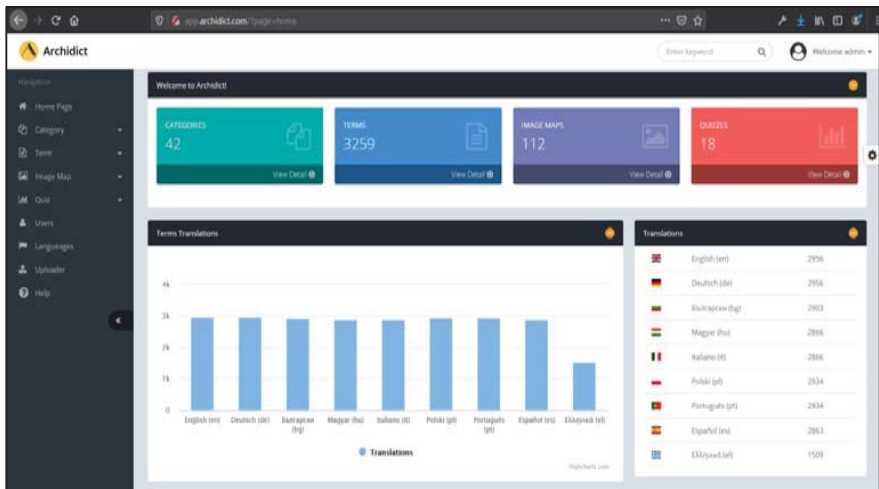 app.archidict.com/?page=home
Archidict
Enter keyword
Welcome admin
Navigation
Home Page
Category
Term
Image Map
Quiz
Users
Languages
Uploader
Help
Welcome to Archidict!
CATEGORIES
42
View Detail
TERMS
3259
View Detail
IMAGE MAPS
112
View Detail
QUIZZES
18
View Detail
Terms Translations
4k
3k
2k
1k
0
English (en) Deutsch (de) Български (bg) Magyar (hu) Italiano (it) Polski (pl) Português (pt) Español (es) Ελληνικά (el)
Translations
Highcharts.com
Translations
English (en) 2956
Deutsch (de) 2956
Български (bg) 2903
Magyar (hu) 2866
Italiano (it) 2866
Polski (pl) 2934
Português (pt) 2934
Español (es) 2863
Ελληνικά (el) 1509